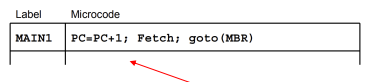 Label Microcode
MAIN1 PC=PC+1; Fetch; goto(MBR)